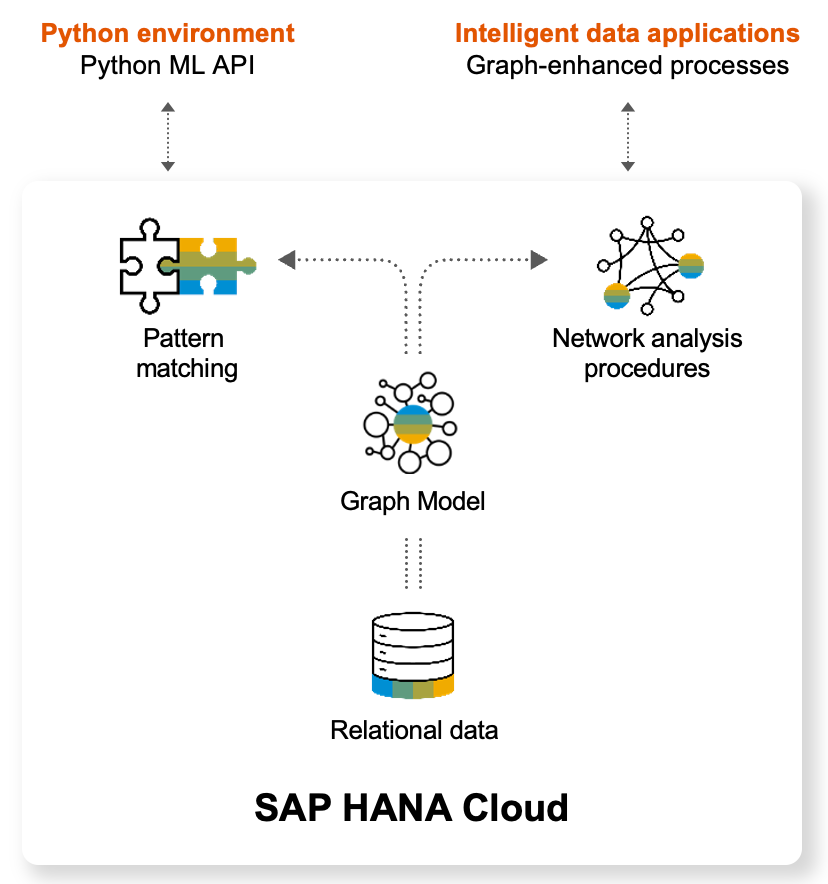 Python environment
Python ML API
Intelligent data applications
Graph-enhanced processes
Pattern
matching
Network analysis
procedures
Graph Model
Relational data
SAP HANA Cloud